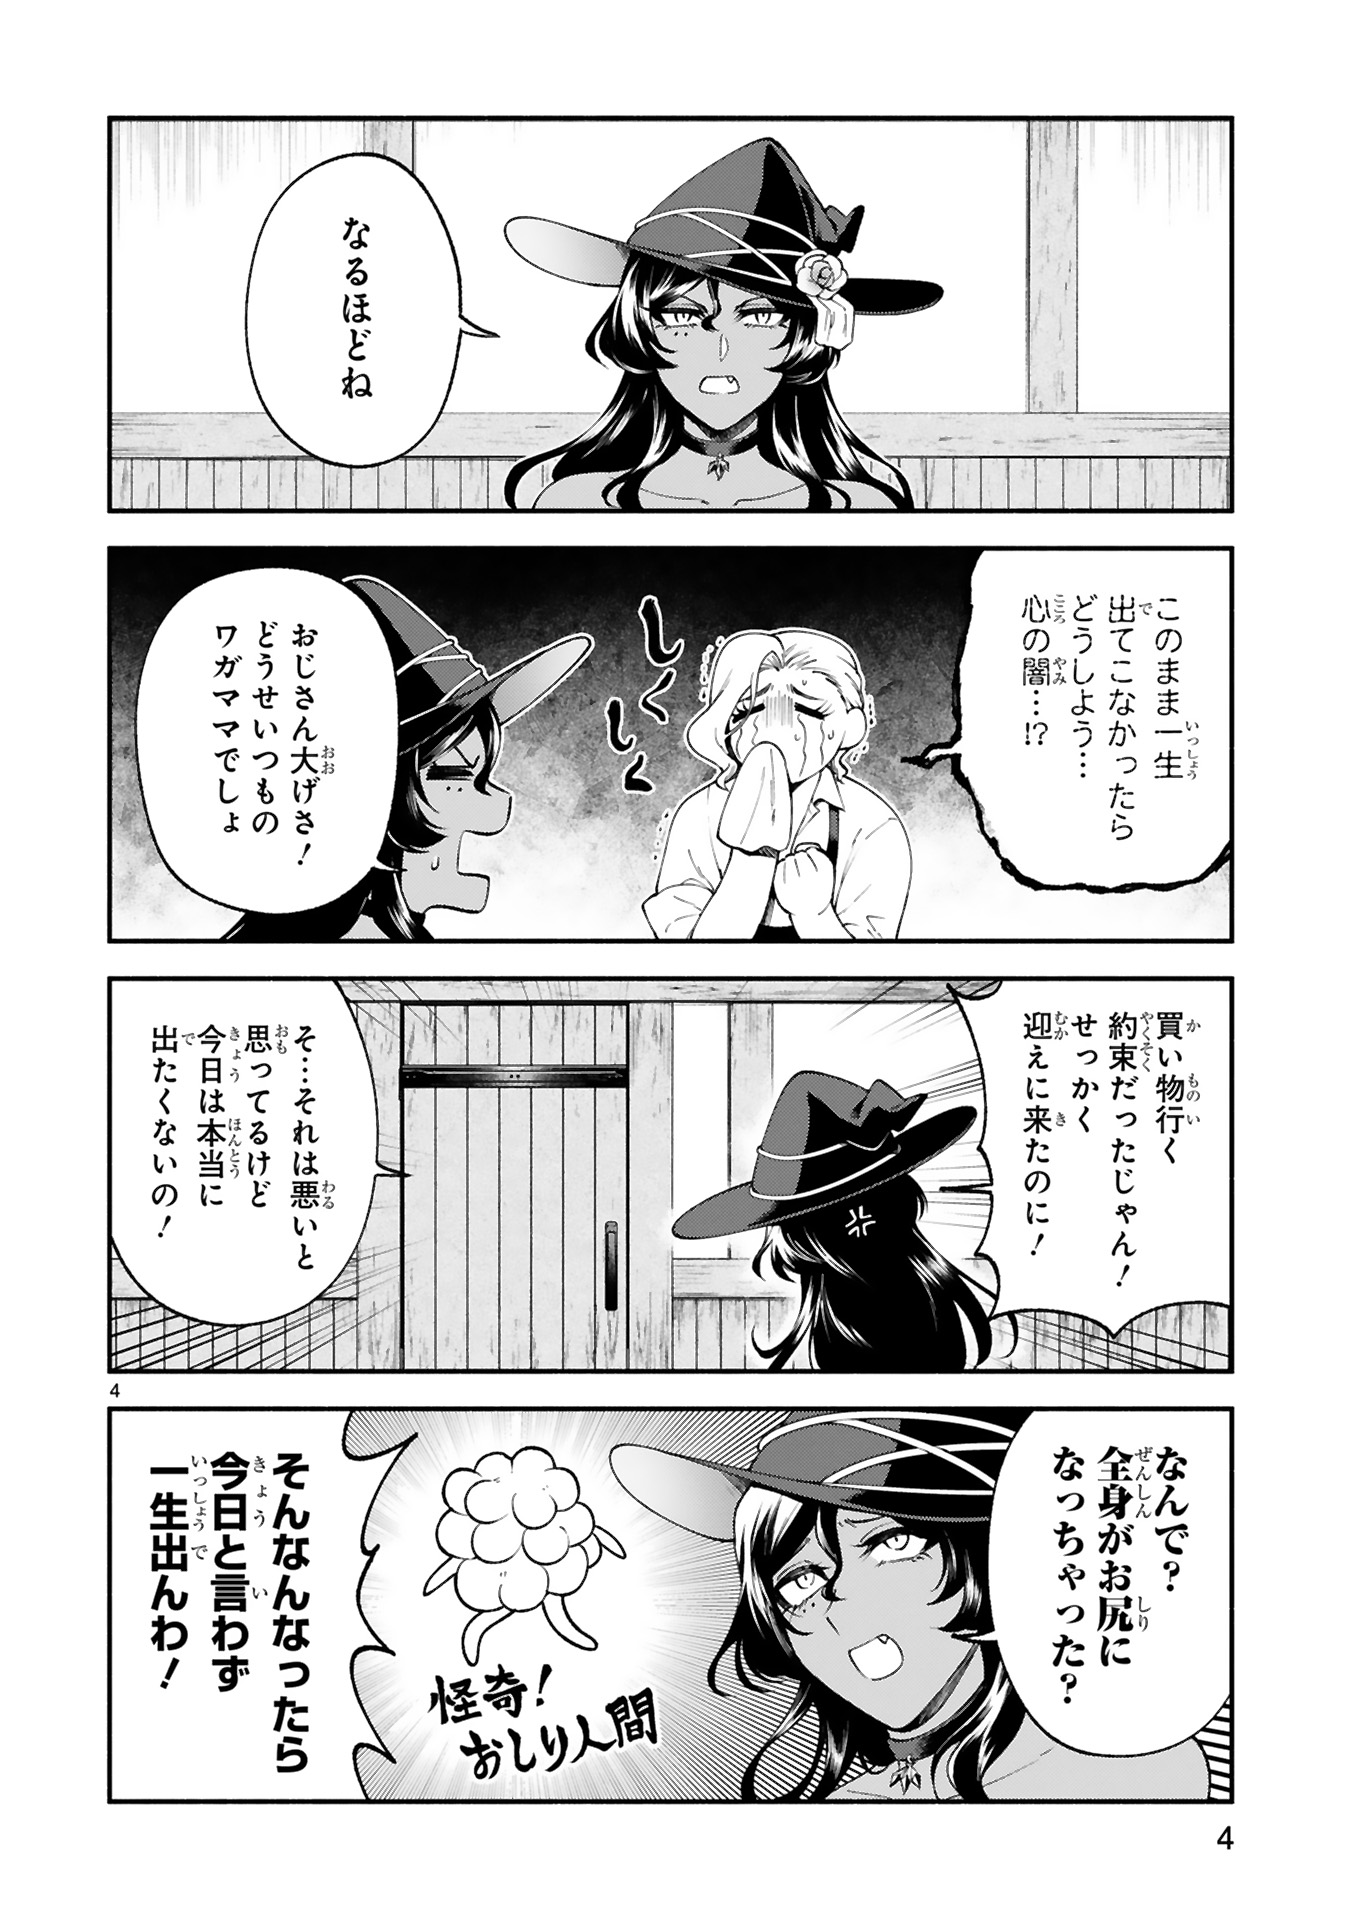 なるほどね
このまま一生
出てこなかったら
どうしよう…
心の闇…!?
しくしく
おじさん大げさ！
どうせいつもの
ワガママでしょ
買い物行く
約束だったじゃん！
せっかく
迎えに来たのに！
そ…それは悪いと
思ってるけど
今日は本当に
出たくないの！
4
なんで？
全身がお尻に
なっちゃった？
怪奇！
おしり人間
そんなんなったら
今日と言わず
一生出んわ！
4